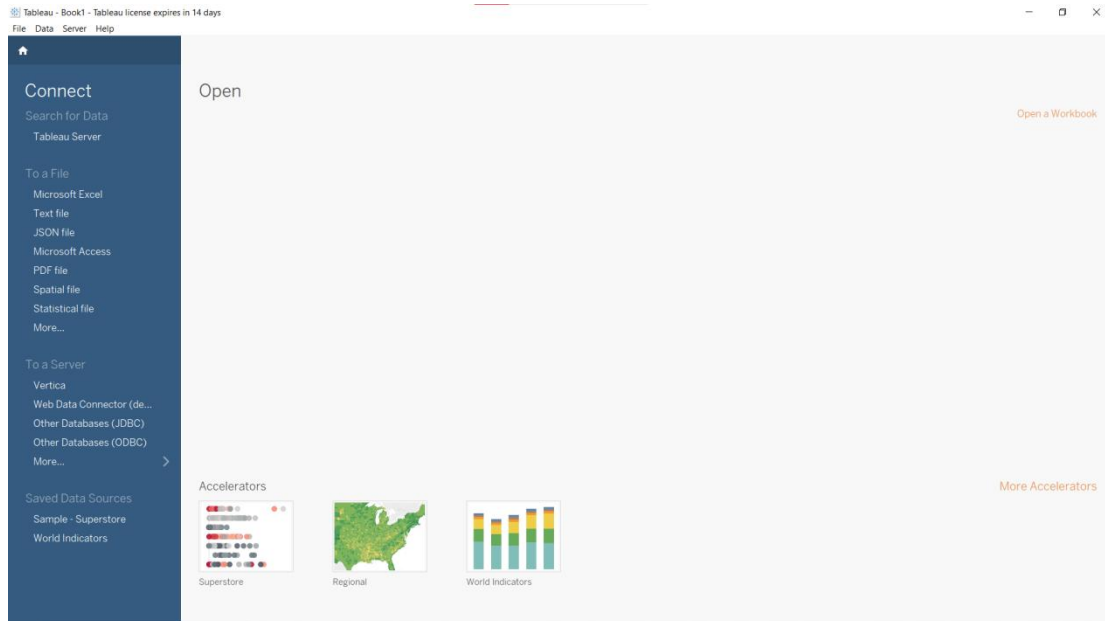 Tableau - Book1 - Tableau license expires in 14 days
File Data Server Help
Connect
Search for Data
Tableau Server
To a File
Microsoft Excel
Text file
JSON file
Microsoft Access
PDF file
Spatial file
Statistical file
More...
To a Server
Vertica
Web Data Connector (de...
Other Databases (JDBC)
Other Databases (ODBC)
More...
Saved Data Sources
Sample - Superstore
World Indicators
Open
Open a Workbook
Accelerators
More Accelerators
Superstore
Regional
World Indicators